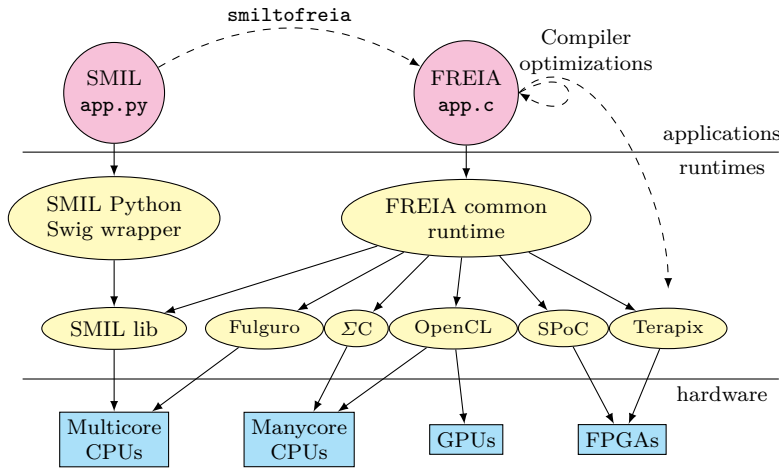 smiltofreia
SMIL
app.py
FREIA
app.c
Compiler
optimizations
applications
runtimes
SMIL Python
Swig wrapper
FREIA common
runtime
SMIL lib
Fulguro
ΣC
OpenCL
SPoC
Terapix
hardware
Multicore
CPUs
Manycore
CPUs
GPUs
FPGAs